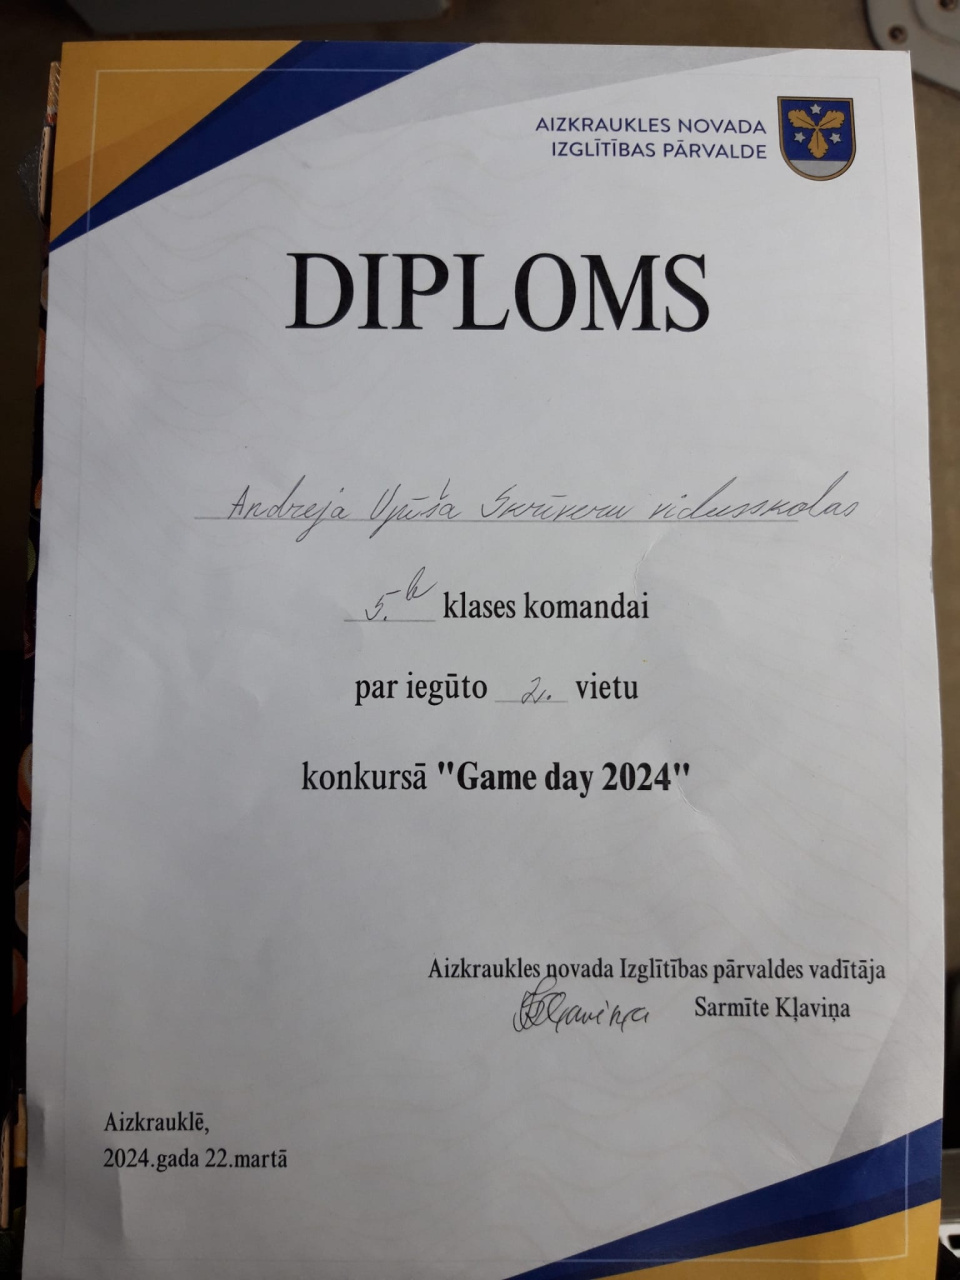 AIZKRAUKLES NOVADA
IZGLĪTĪBAS PĀRVALDE
DIPLOMS
Andreja Upīša Skrīveru vidusskolas
5.b klases komandai
par iegūto 2. vietu
konkursā "Game day 2024"
Aizkraukles novada Izglītības pārvaldes vadītāja
SKļaviņa Sarmīte Kļaviņa
Aizkrauklē,
2024.gada 22.martā